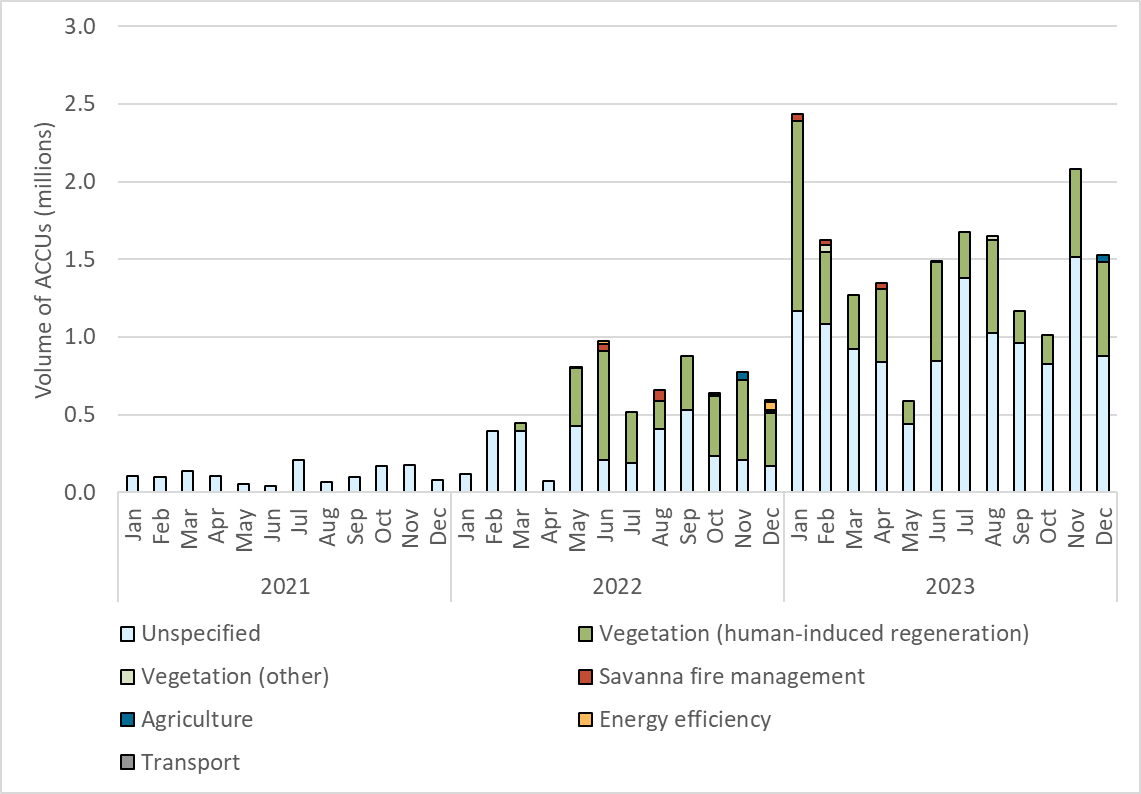 3.0
2.5
2.0
1.5
1.0
0.5
0.0
Volume of ACCUs (millions)
Jan Feb Mar Apr May Jun Jul Aug Sep Oct Nov Dec Jan Feb Mar Apr May Jun Jul Aug Sep Oct Nov Dec Jan Feb Mar Apr May Jun Jul Aug Sep Oct Nov Dec
2021 2022 2023
Unspecified Vegetation (human-induced regeneration)
Vegetation (other) Savanna fire management
Agriculture Energy efficiency
Transport